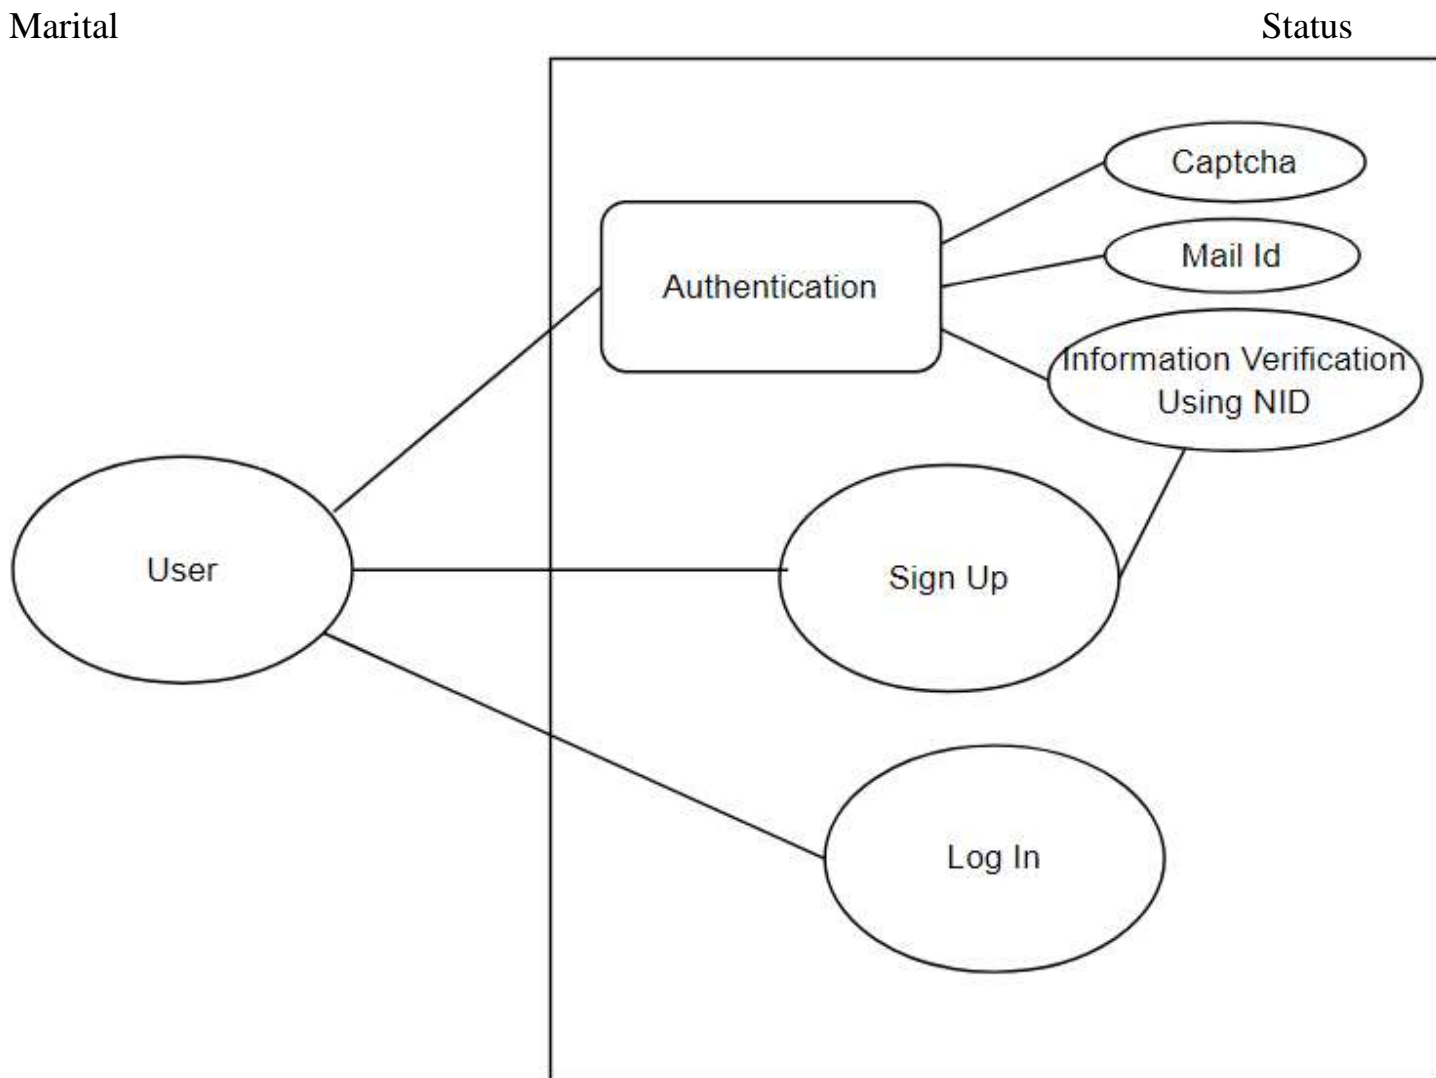 Marital Status
Captcha
Mail Id
Authentication
Information Verification
Using NID
User
Sign Up
Log In